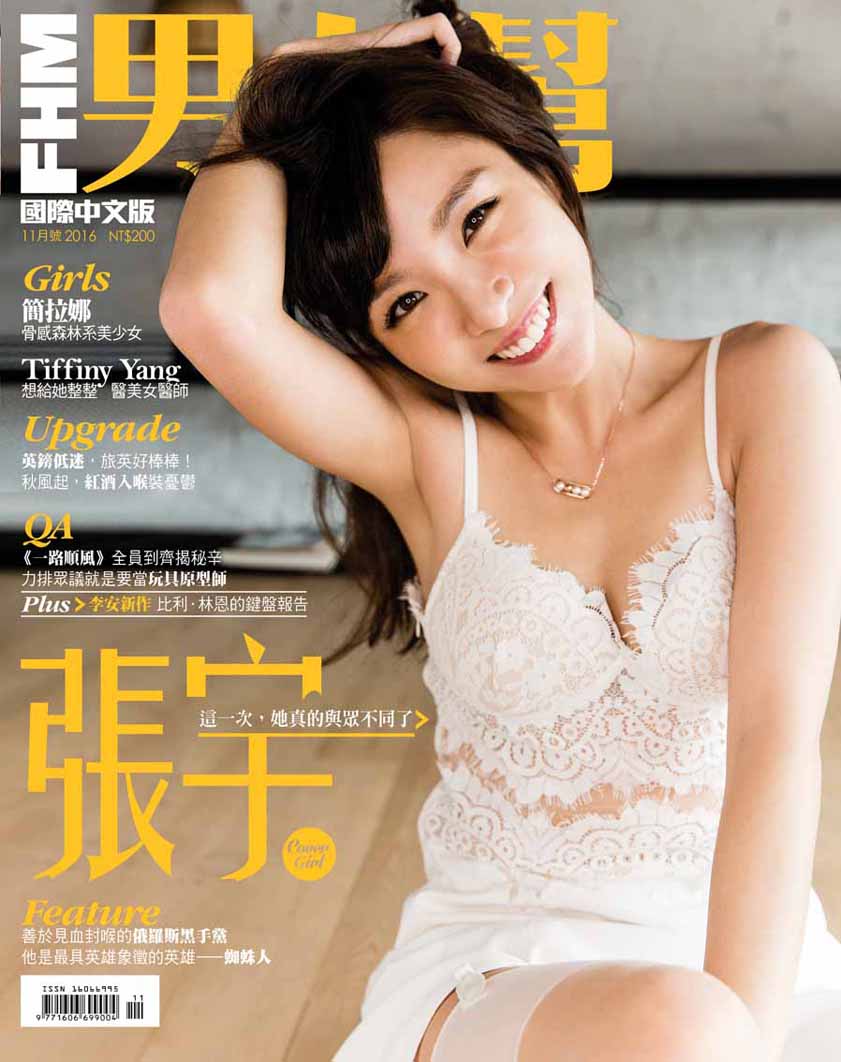 FHM 男人幫
國際中文版
11月號 2016 NT$200
Girls
簡拉娜
骨感森林系美少女
Tiffiny Yang
想給她整整 醫美女醫師
Upgrade
英鎊低迷，旅英好棒棒！
秋風起，紅酒入喉裝憂鬱
QA
《一路順風》全員到齊揭秘辛
力排眾議就是要當玩具原型師
Plus > 李安新作 比利·林恩的鍵盤報告
張宇
這一次，她真的與眾不同了 >
Cover
Girl
Feature
善於見血封喉的俄羅斯黑手黨
他是最具英雄象徵的英雄——蜘蛛人
ISSN 16066995
11
9 771606 699004